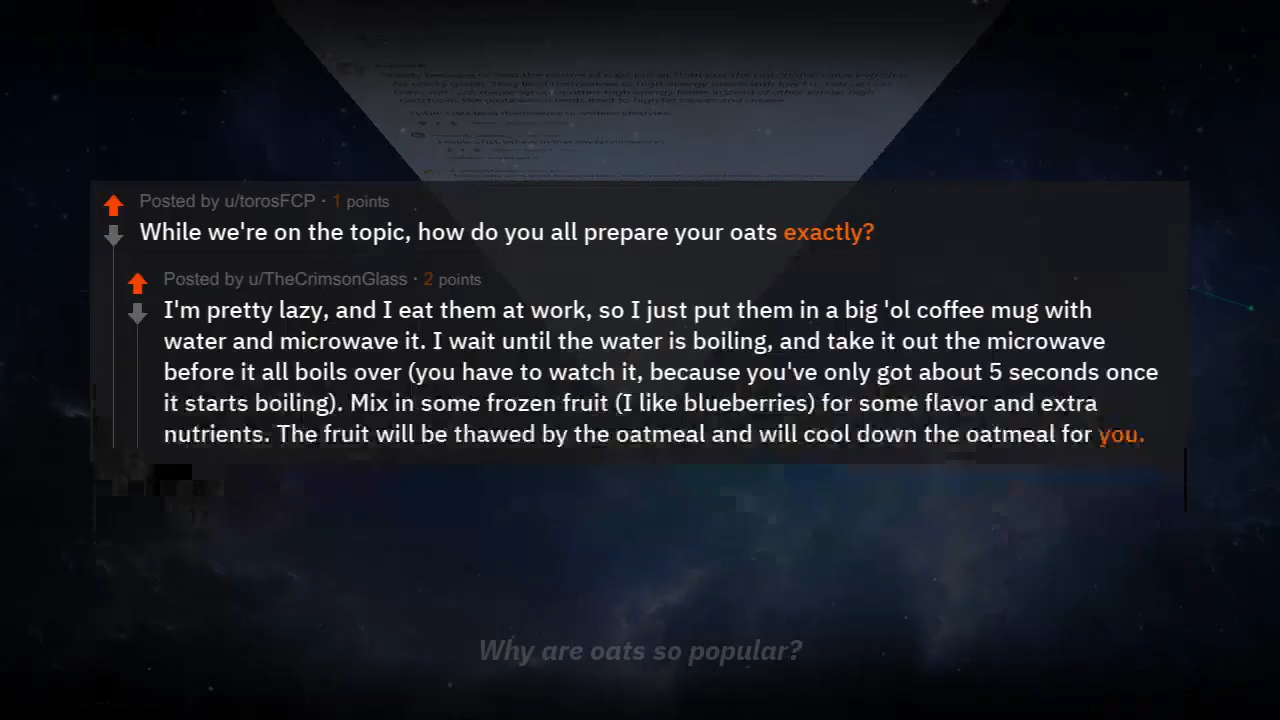 Posted by u/torosFCP · 1 points
While we're on the topic, how do you all prepare your oats exactly?
Posted by u/TheCrimsonGlass · 2 points
I'm pretty lazy, and I eat them at work, so I just put them in a big 'ol coffee mug with
water and microwave it. I wait until the water is boiling, and take it out the microwave
before it all boils over (you have to watch it, because you've only got about 5 seconds once
it starts boiling). Mix in some frozen fruit (I like blueberries) for some flavor and extra
nutrients. The fruit will be thawed by the oatmeal and will cool down the oatmeal for you.
Why are oats so popular?